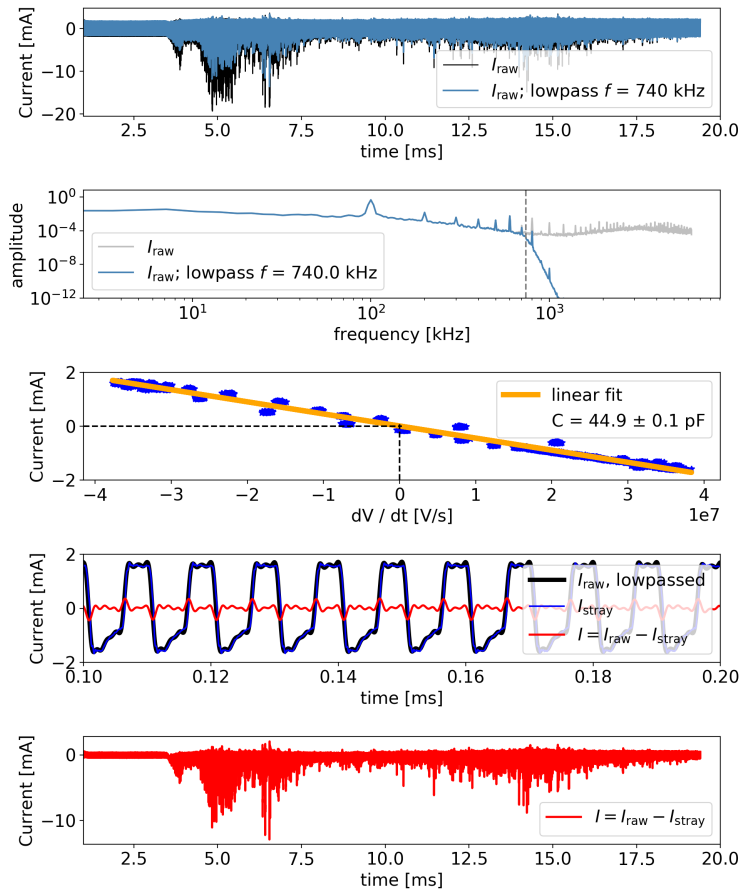 0
−10
−20
Current [mA]
I_raw
I_raw; lowpass f = 740 kHz
2.5 5.0 7.5 10.0 12.5 15.0 17.5 20.0
time [ms]
10^0
10^−4
10^−8
10^−12
amplitude
I_raw
I_raw; lowpass f = 740.0 kHz
10^1 10^2 10^3
frequency [kHz]
2
0
−2
Current [mA]
linear fit
C = 44.9 ± 0.1 pF
−4 −3 −2 −1 0 1 2 3 4
1e7
dV / dt [V/s]
2
0
−2
Current [mA]
I_raw, lowpassed
I_stray
I = I_raw − I_stray
0.10 0.12 0.14 0.16 0.18 0.20
time [ms]
0
−10
Current [mA]
I = I_raw − I_stray
2.5 5.0 7.5 10.0 12.5 15.0 17.5 20.0
time [ms]